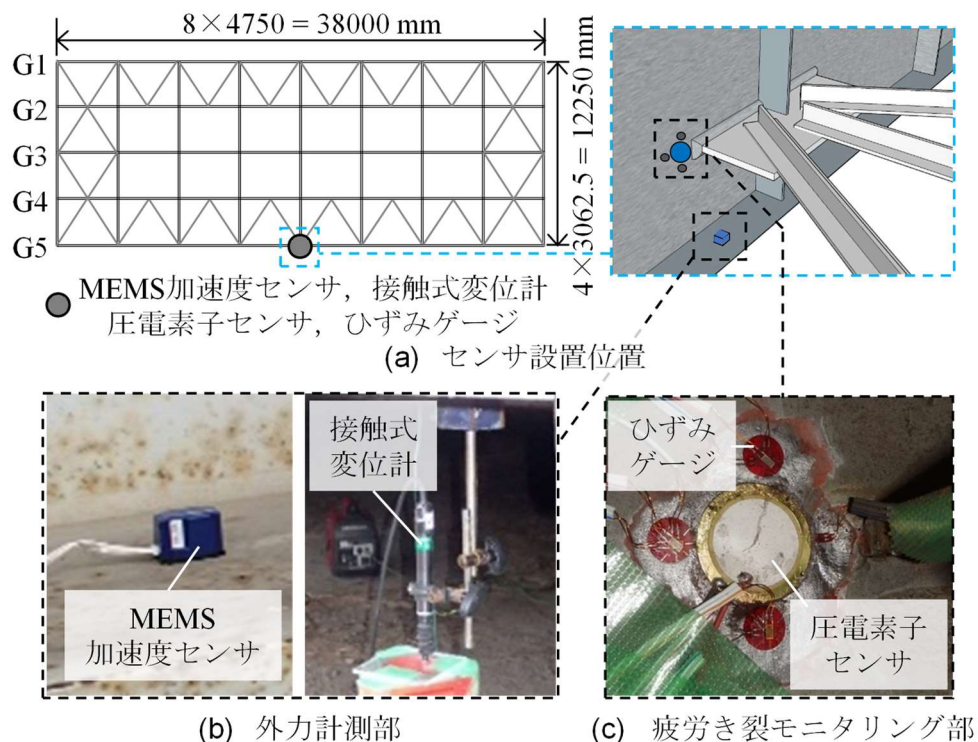 8×4750 = 38000 mm
G1
G2
G3
G4
G5
4×3062.5 = 12250 mm
MEMS加速度センサ，接触式変位計
圧電素子センサ，ひずみゲージ
(a) センサ設置位置
接触式
変位計
MEMS
加速度センサ
ひずみ
ゲージ
圧電素子
センサ
(b) 外力計測部
(c) 疲労き裂モニタリング部